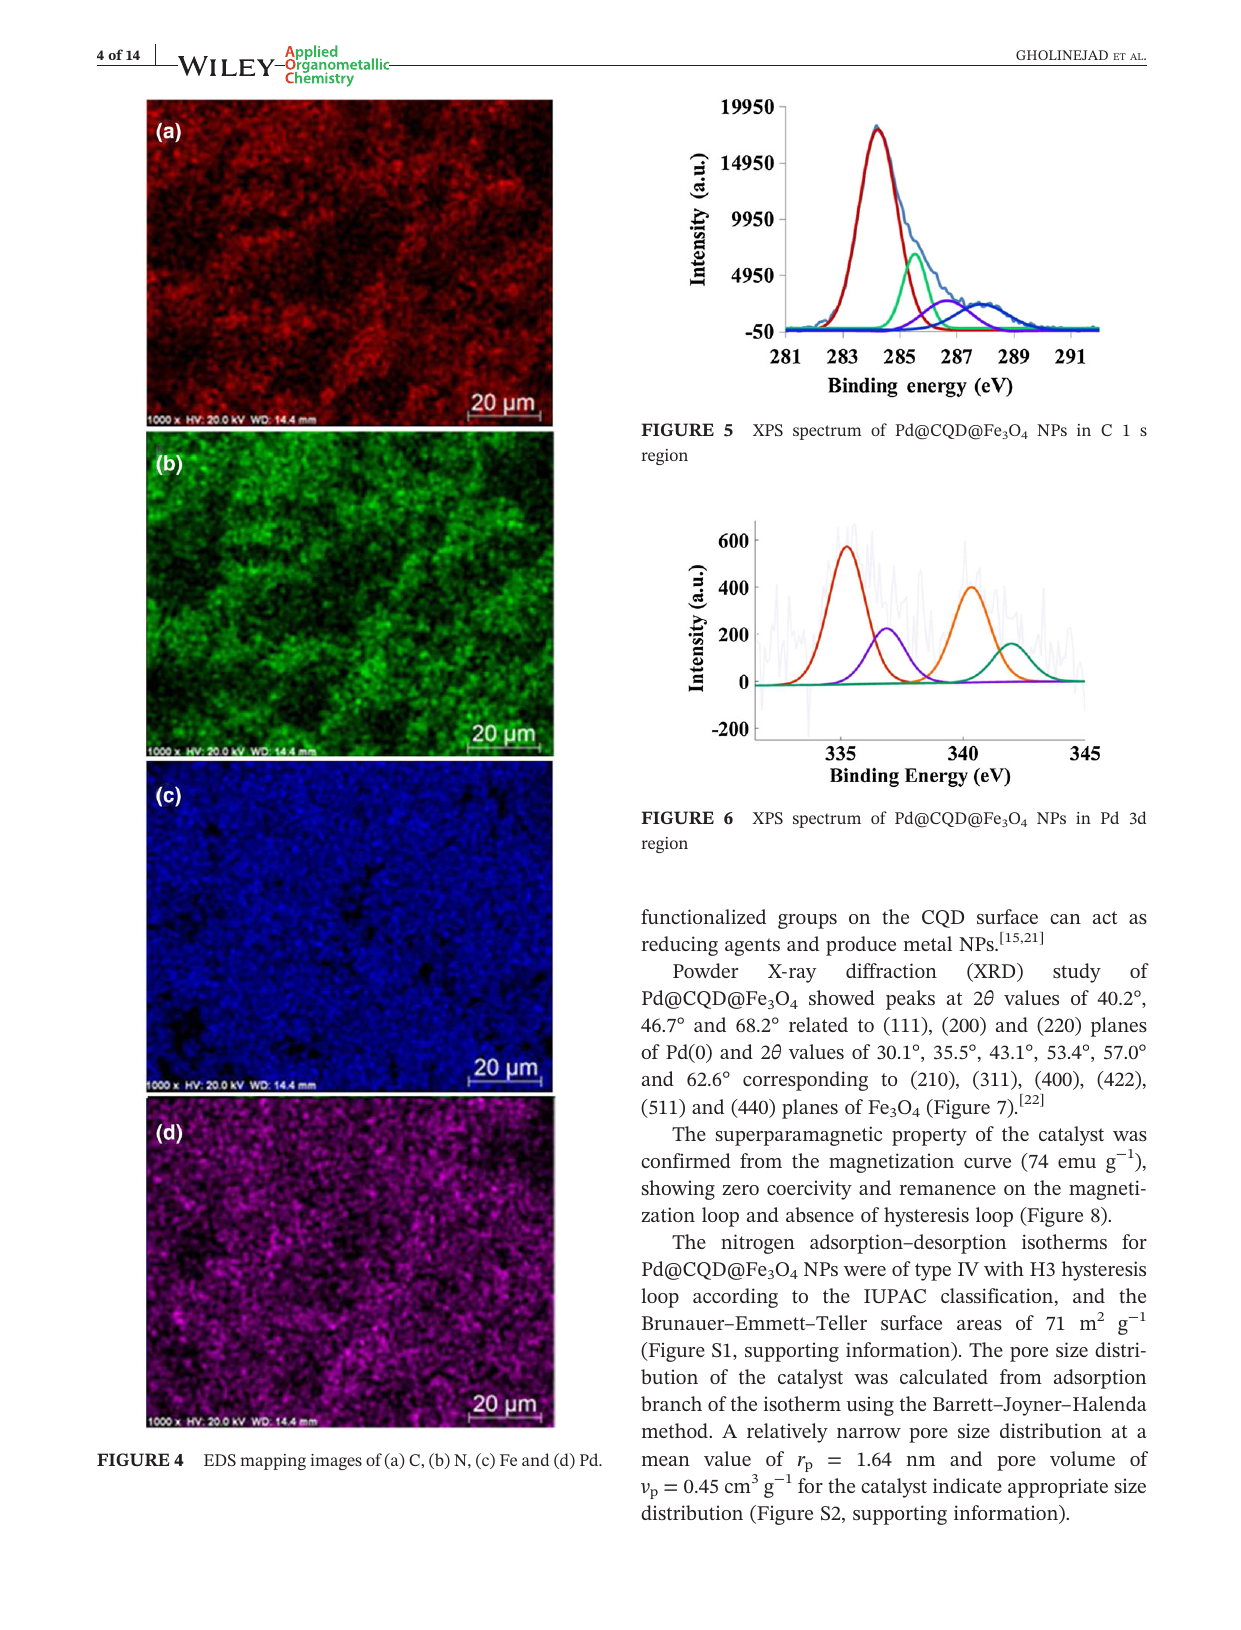 4 of 14
WILEY
Applied
Organometallic
Chemistry
GHOLINEJAD ET AL.
(a)
20 µm
1000 x HV: 20.0 kV WD: 14.4 mm
(b)
20 µm
1000 x HV: 20.0 kV WD: 14.4 mm
(c)
20 µm
1000 x HV: 20.0 kV WD: 14.4 mm
(d)
20 µm
1000 x HV: 20.0 kV WD: 14.4 mm
FIGURE 4 EDS mapping images of (a) C, (b) N, (c) Fe and (d) Pd.
19950
14950
9950
4950
-50
Intensity (a.u.)
281 283 285 287 289 291
Binding energy (eV)
FIGURE 5 XPS spectrum of Pd@CQD@Fe₃O₄ NPs in C 1 s
region
600
400
200
0
-200
Intensity (a.u.)
335 340 345
Binding Energy (eV)
FIGURE 6 XPS spectrum of Pd@CQD@Fe₃O₄ NPs in Pd 3d
region
functionalized groups on the CQD surface can act as
reducing agents and produce metal NPs.[15,21]
Powder X-ray diffraction (XRD) study of
Pd@CQD@Fe₃O₄ showed peaks at 2θ values of 40.2°,
46.7° and 68.2° related to (111), (200) and (220) planes
of Pd(0) and 2θ values of 30.1°, 35.5°, 43.1°, 53.4°, 57.0°
and 62.6° corresponding to (210), (311), (400), (422),
(511) and (440) planes of Fe₃O₄ (Figure 7).[22]
The superparamagnetic property of the catalyst was
confirmed from the magnetization curve (74 emu g⁻¹),
showing zero coercivity and remanence on the magneti-
zation loop and absence of hysteresis loop (Figure 8).
The nitrogen adsorption–desorption isotherms for
Pd@CQD@Fe₃O₄ NPs were of type IV with H3 hysteresis
loop according to the IUPAC classification, and the
Brunauer–Emmett–Teller surface areas of 71 m² g⁻¹
(Figure S1, supporting information). The pore size distri-
bution of the catalyst was calculated from adsorption
branch of the isotherm using the Barrett–Joyner–Halenda
method. A relatively narrow pore size distribution at a
mean value of rₚ = 1.64 nm and pore volume of
vₚ = 0.45 cm³ g⁻¹ for the catalyst indicate appropriate size
distribution (Figure S2, supporting information).